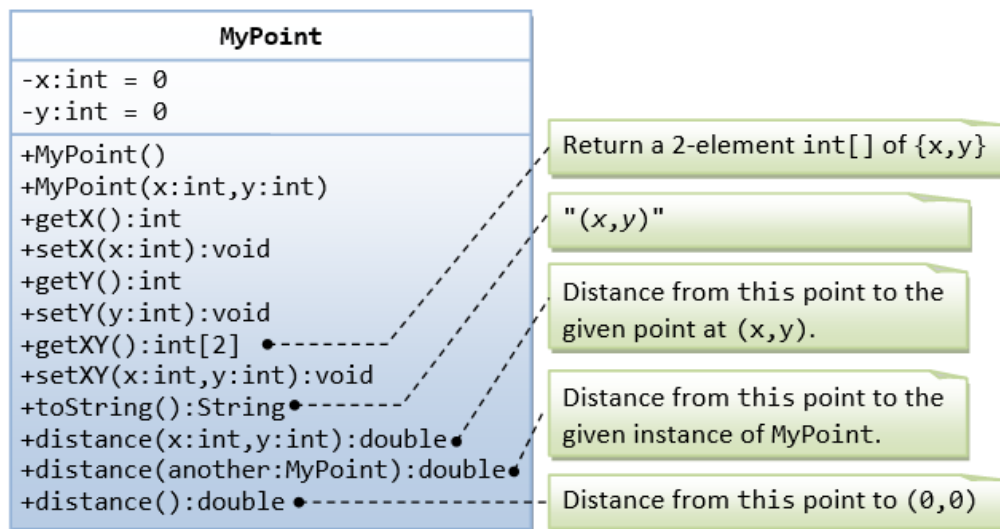 MyPoint
-x:int = 0
-y:int = 0
+MyPoint()
+MyPoint(x:int,y:int)
+getX():int
+setX(x:int):void
+getY():int
+setY(y:int):void
+getXY():int[2]
+setXY(x:int,y:int):void
+toString():String
+distance(x:int,y:int):double
+distance(another:MyPoint):double
+distance():double
Return a 2-element int[] of {x,y}
"(x,y)"
Distance from this point to the
given point at (x,y).
Distance from this point to the
given instance of MyPoint.
Distance from this point to (0,0)